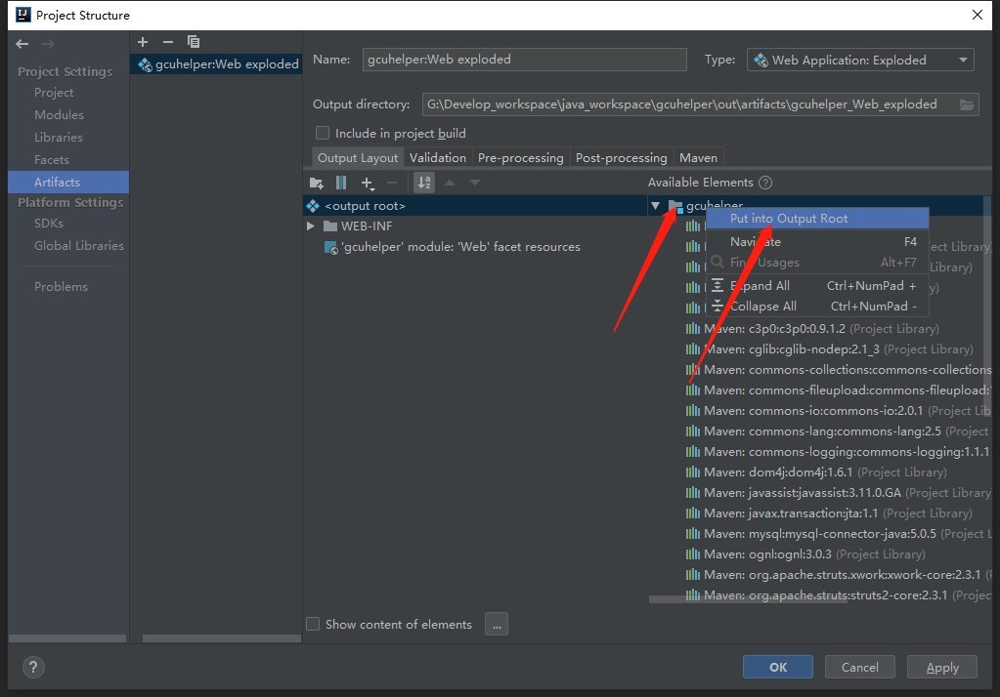 Project Structure
Project Settings
Project
Modules
Libraries
Facets
Artifacts
Platform Settings
SDKs
Global Libraries
Problems
gcuhelper:Web exploded
Name: gcuhelper:Web exploded Type: Web Application: Exploded
Output directory: G:\Develop_workspace\java_workspace\gcuhelper\out\artifacts\gcuhelper_Web_exploded
Include in project build
Output Layout Validation Pre-processing Post-processing Maven
Available Elements ?
<output root>
WEB-INF
'gcuhelper' module: 'Web' facet resources
gcuhelper
Put into Output Root
Navigate F4
Find Usages Alt+F7
Expand All Ctrl+NumPad +
Collapse All Ctrl+NumPad -
ect Library)
Library)
y)
Maven: c3p0:c3p0:0.9.1.2 (Project Library)
Maven: cglib:cglib-nodep:2.1_3 (Project Library)
Maven: commons-collections:commons-collections
Maven: commons-fileupload:commons-fileupload:
Maven: commons-io:commons-io:2.0.1 (Project Lib
Maven: commons-lang:commons-lang:2.5 (Project
Maven: commons-logging:commons-logging:1.1.1
Maven: dom4j:dom4j:1.6.1 (Project Library)
Maven: javassist:javassist:3.11.0.GA (Project Library
Maven: javax.transaction:jta:1.1 (Project Library)
Maven: mysql:mysql-connector-java:5.0.5 (Project L
Maven: ognl:ognl:3.0.3 (Project Library)
Maven: org.apache.struts.xwork:xwork-core:2.3.1 (
Maven: org.apache.struts:struts2-core:2.3.1 (Projec
Show content of elements ...
? OK Cancel Apply